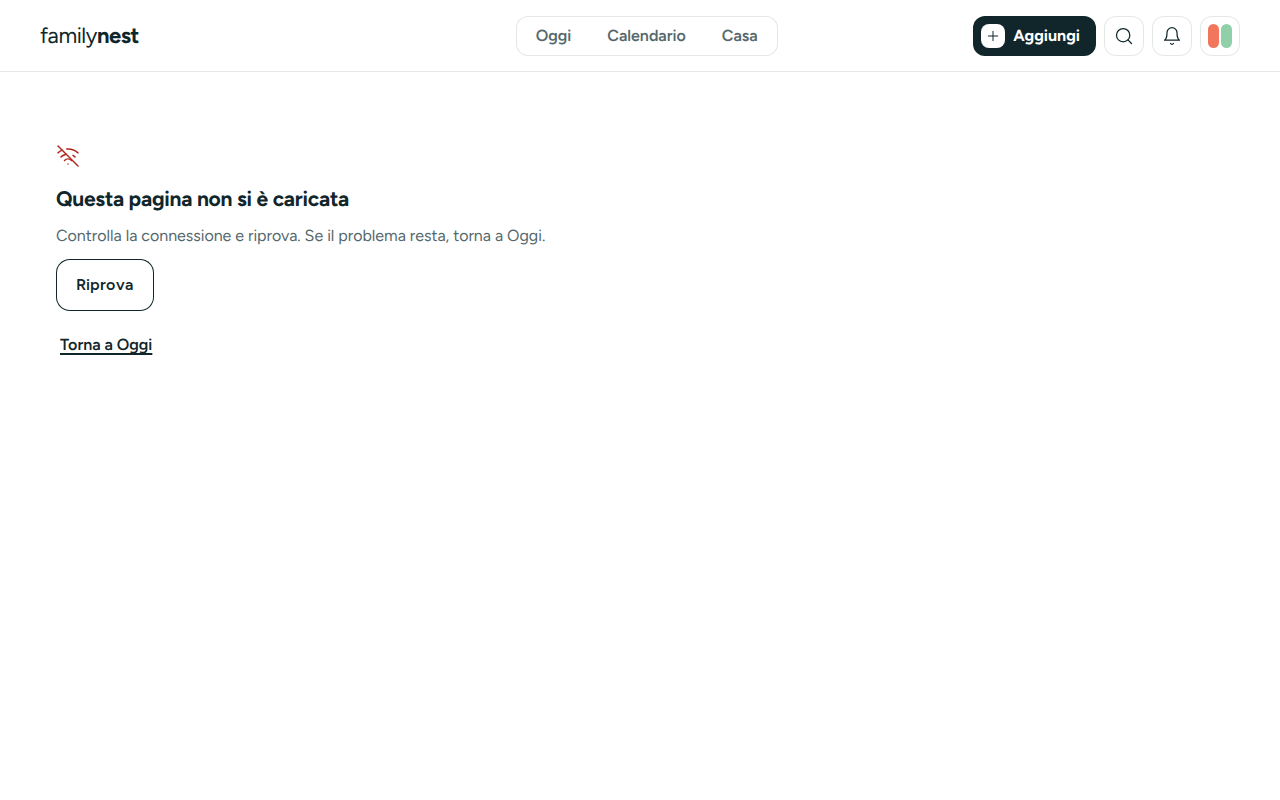 familynest
Oggi
Calendario
Casa
Aggiungi
Questa pagina non si è caricata
Controlla la connessione e riprova. Se il problema resta, torna a Oggi.
Riprova
Torna a Oggi